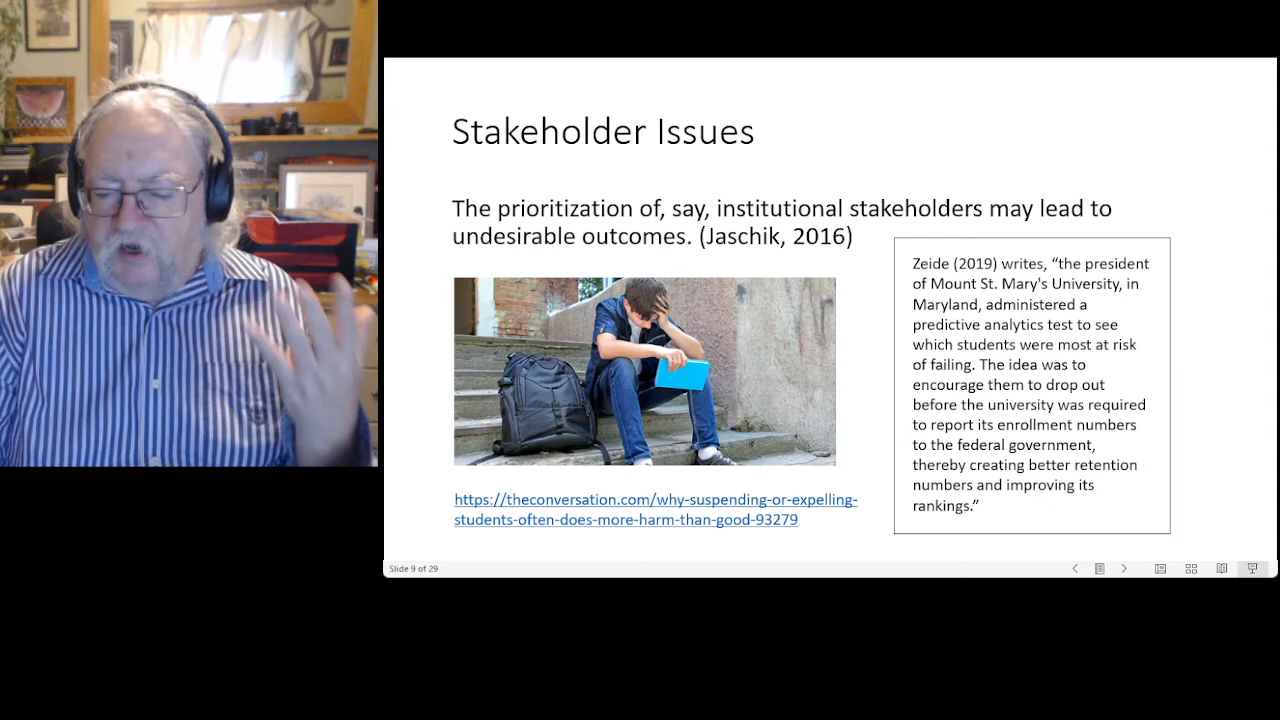 Stakeholder Issues
The prioritization of, say, institutional stakeholders may lead to
undesirable outcomes. (Jaschik, 2016)
Zeide (2019) writes, “the president
of Mount St. Mary's University, in
Maryland, administered a
predictive analytics test to see
which students were most at risk
of failing. The idea was to
encourage them to drop out
before the university was required
to report its enrollment numbers
to the federal government,
thereby creating better retention
numbers and improving its
rankings.”
https://theconversation.com/why-suspending-or-expelling-
students-often-does-more-harm-than-good-93279
Slide 9 of 29